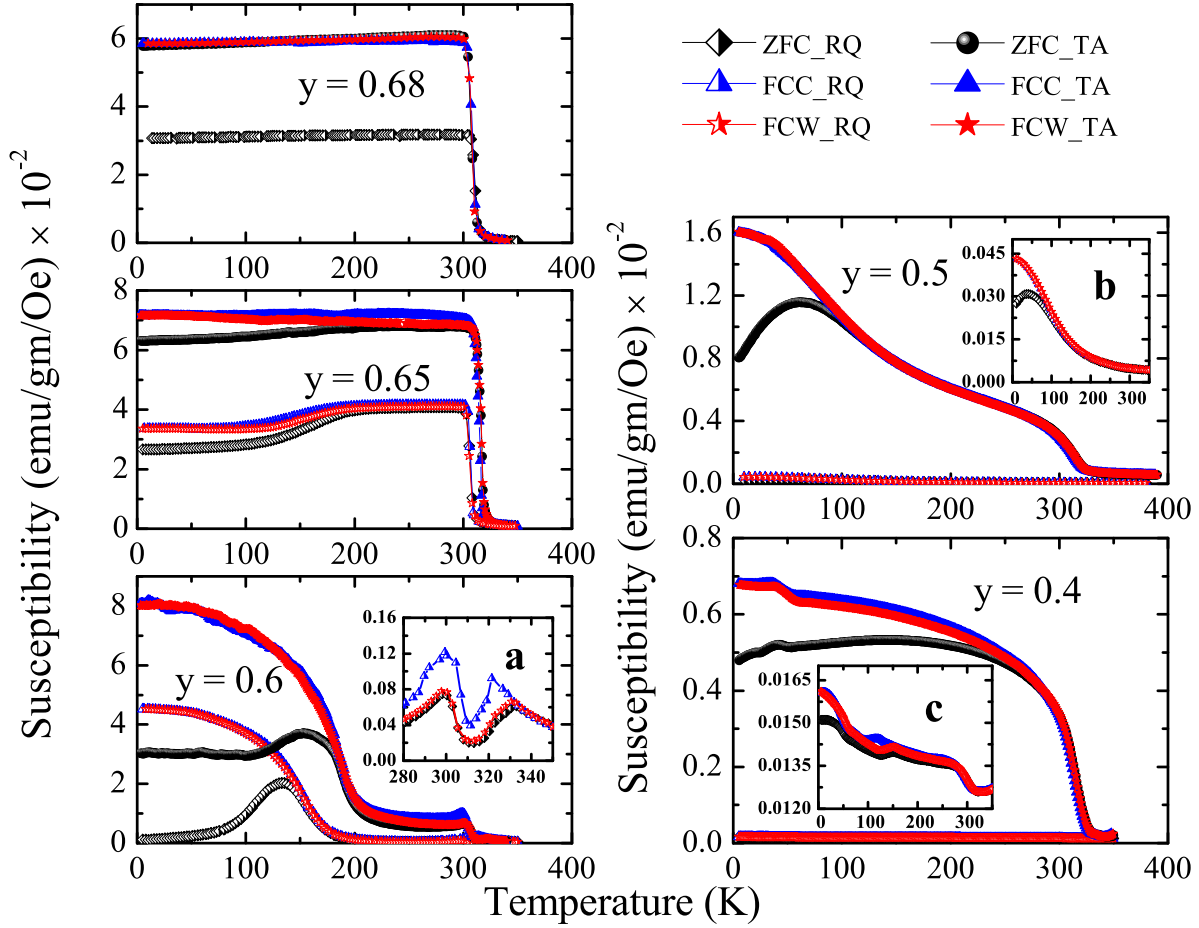 ZFC_RQ ZFC_TA
FCC_RQ FCC_TA
FCW_RQ FCW_TA
Susceptibility (emu/gm/Oe) × 10⁻²
6
4
2
0
y = 0.68
0 100 200 300 400
8
6
4
2
0
y = 0.65
0 100 200 300 400
8
6
4
2
0
y = 0.6
a
0.16
0.12
0.08
0.04
0.00
280 300 320 340
0 100 200 300 400
Susceptibility (emu/gm/Oe) × 10⁻²
1.6
1.2
0.8
0.4
0.0
y = 0.5
b
0.045
0.030
0.015
0.000
0 100 200 300
0 100 200 300 400
0.8
0.6
0.4
0.2
0.0
y = 0.4
c
0.0165
0.0150
0.0135
0.0120
0 100 200 300
0 100 200 300 400
Temperature (K)